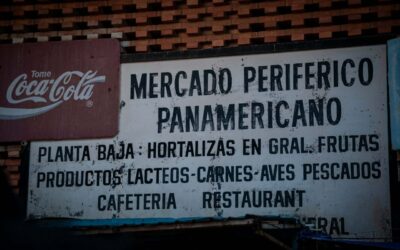 Tome
Coca-Cola
MERCADO PERIFERICO
PANAMERICANO
PLANTA BAJA : HORTALIZAS EN GRAL. FRUTAS
PRODUCTOS LACTEOS-CARNES-AVES PESCADOS
CAFETERIA RESTAURANT